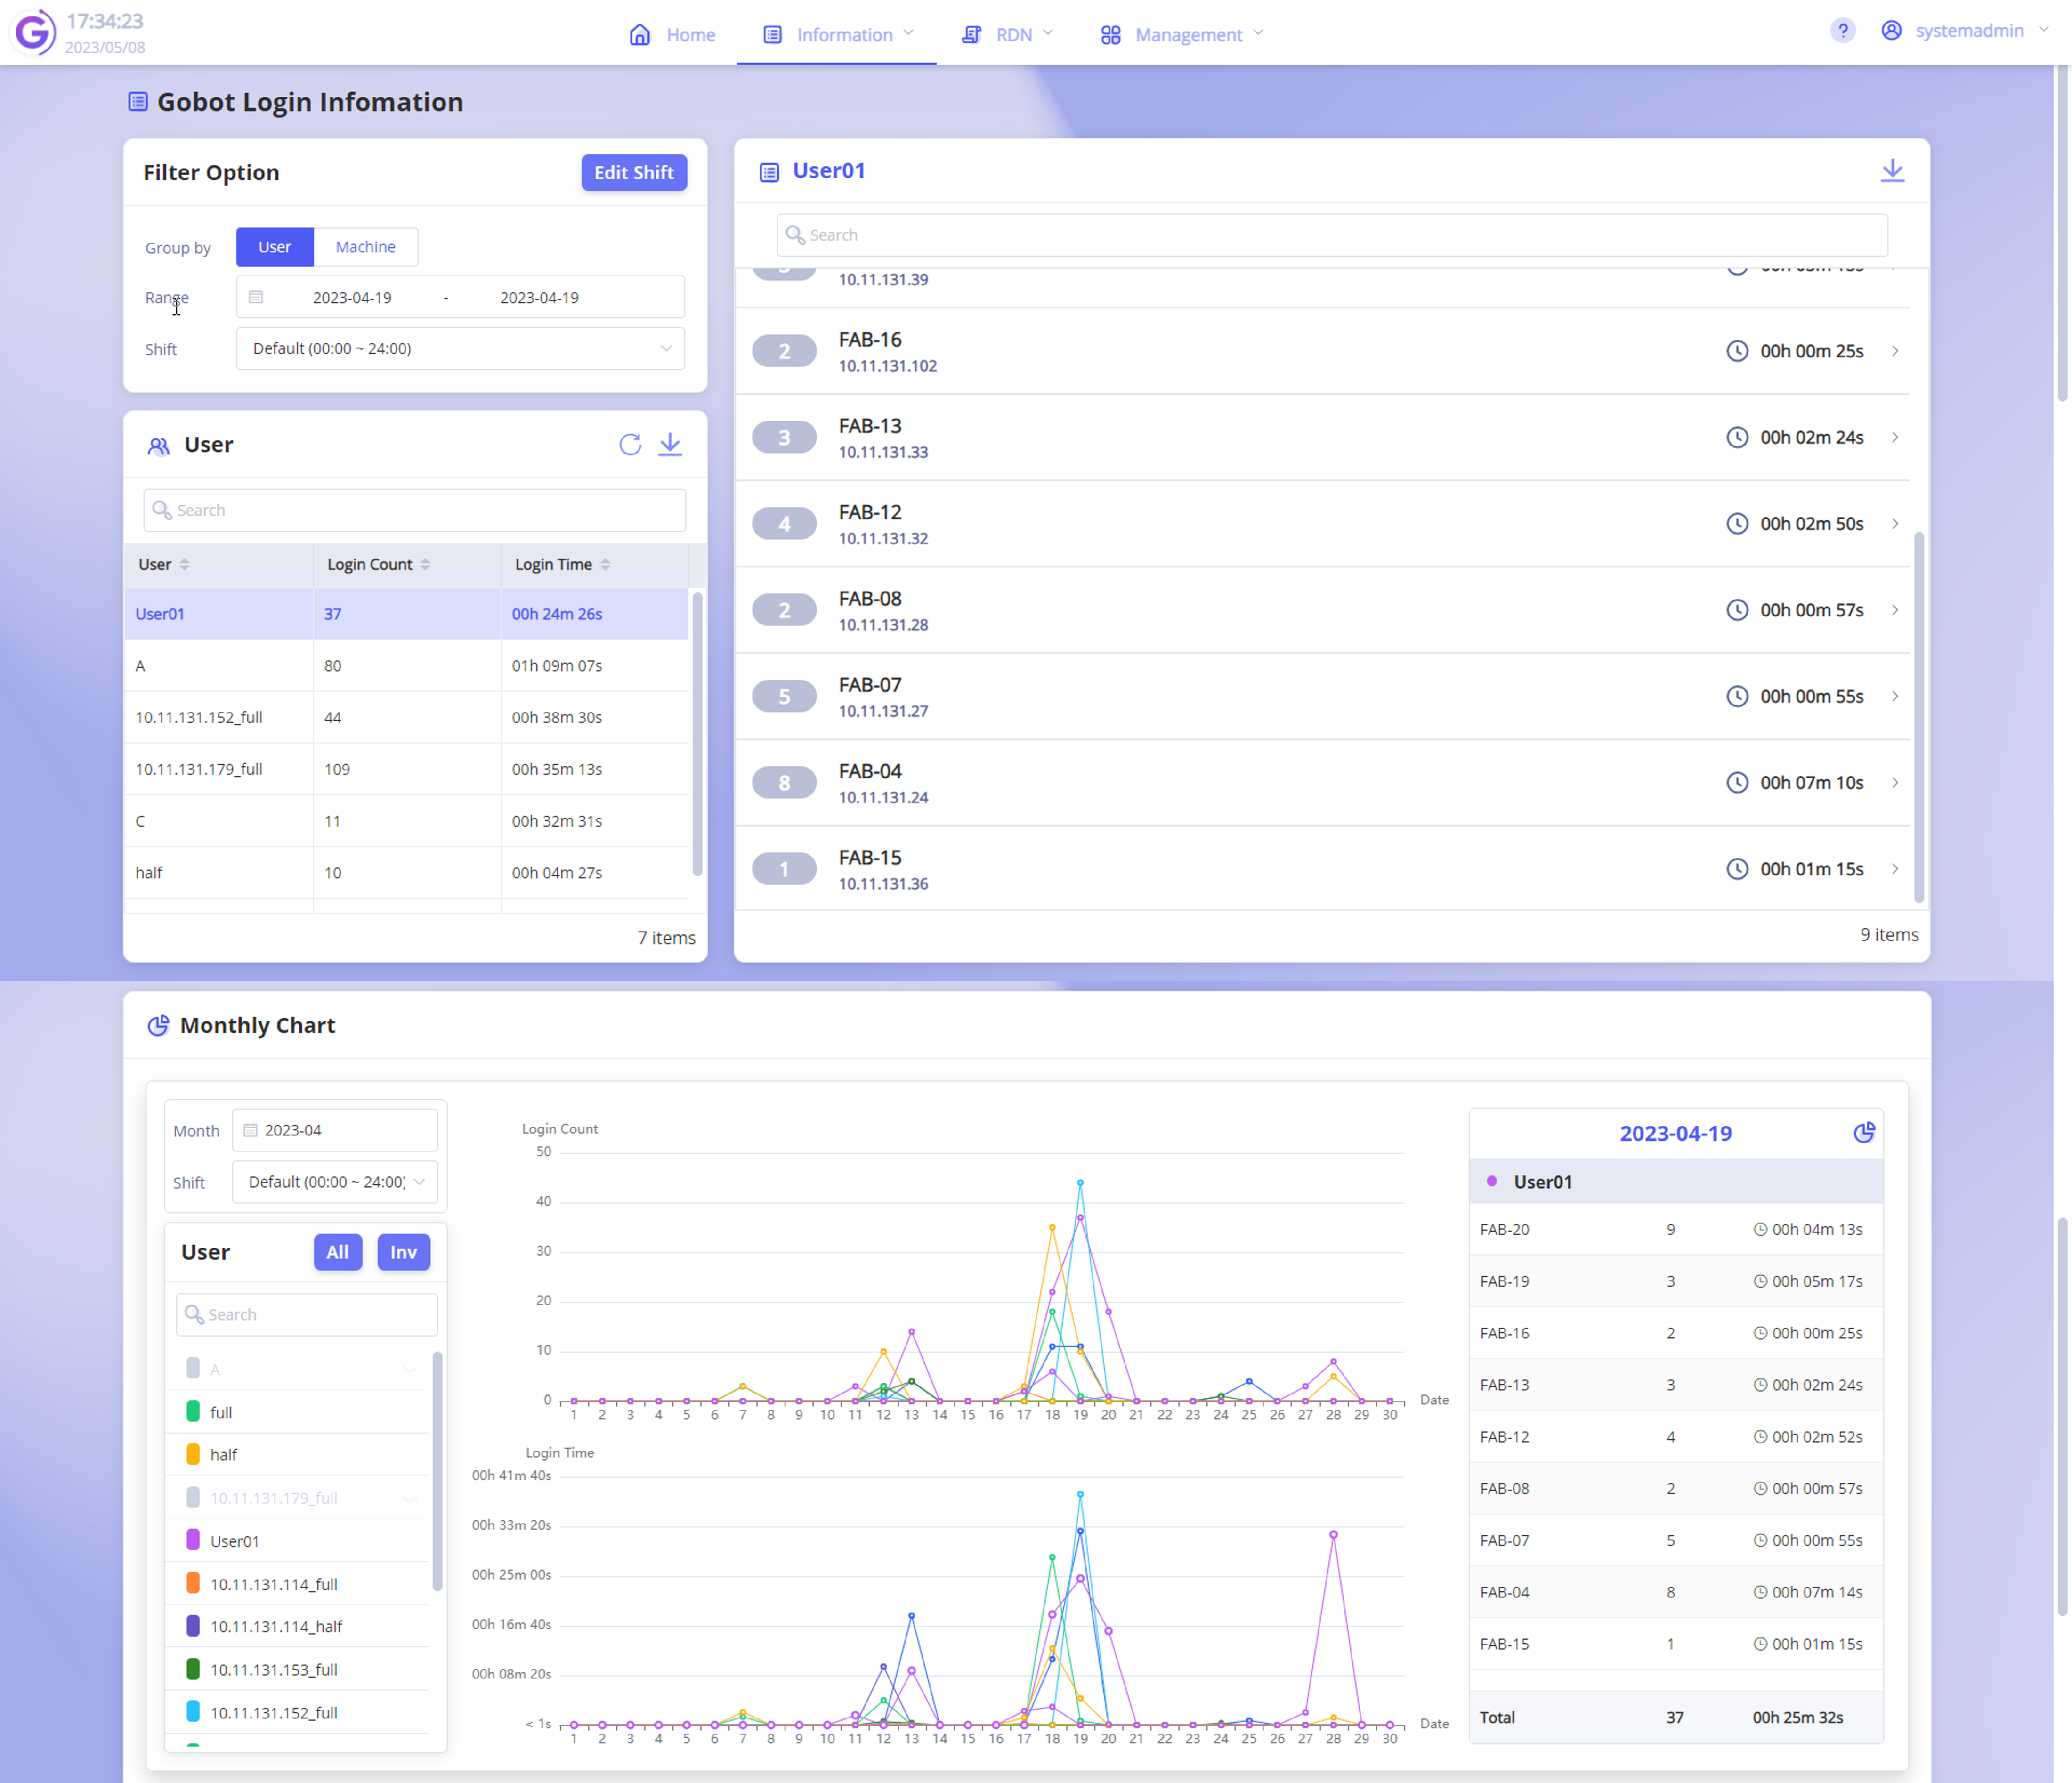 17:34:23
2023/05/08
Home
Information
RDN
Management
?
systemadmin
Gobot Login Infomation
Filter Option
Edit Shift
Group by
User
Machine
Range
2023-04-19 - 2023-04-19
Shift
Default (00:00 ~ 24:00)
User
Search
User Login Count Login Time
User01 37 00h 24m 26s
A 80 01h 09m 07s
10.11.131.152_full 44 00h 38m 30s
10.11.131.179_full 109 00h 35m 13s
C 11 00h 32m 31s
half 10 00h 04m 27s
7 items
User01
Search
10.11.131.39
2 FAB-16 00h 00m 25s
10.11.131.102
3 FAB-13 00h 02m 24s
10.11.131.33
4 FAB-12 00h 02m 50s
10.11.131.32
2 FAB-08 00h 00m 57s
10.11.131.28
5 FAB-07 00h 00m 55s
10.11.131.27
8 FAB-04 00h 07m 10s
10.11.131.24
1 FAB-15 00h 01m 15s
10.11.131.36
9 items
Monthly Chart
Month 2023-04
Shift Default (00:00 ~ 24:00)
User
All
Inv
Search
A
full
half
10.11.131.179_full
User01
10.11.131.114_full
10.11.131.114_half
10.11.131.153_full
10.11.131.152_full
Login Count
50
40
30
20
10
0
1 2 3 4 5 6 7 8 9 10 11 12 13 14 15 16 17 18 19 20 21 22 23 24 25 26 27 28 29 30
Date
Login Time
00h 41m 40s
00h 33m 20s
00h 25m 00s
00h 16m 40s
00h 08m 20s
< 1s
1 2 3 4 5 6 7 8 9 10 11 12 13 14 15 16 17 18 19 20 21 22 23 24 25 26 27 28 29 30
Date
2023-04-19
User01
FAB-20 9 00h 04m 13s
FAB-19 3 00h 05m 17s
FAB-16 2 00h 00m 25s
FAB-13 3 00h 02m 24s
FAB-12 4 00h 02m 52s
FAB-08 2 00h 00m 57s
FAB-07 5 00h 00m 55s
FAB-04 8 00h 07m 14s
FAB-15 1 00h 01m 15s
Total 37 00h 25m 32s